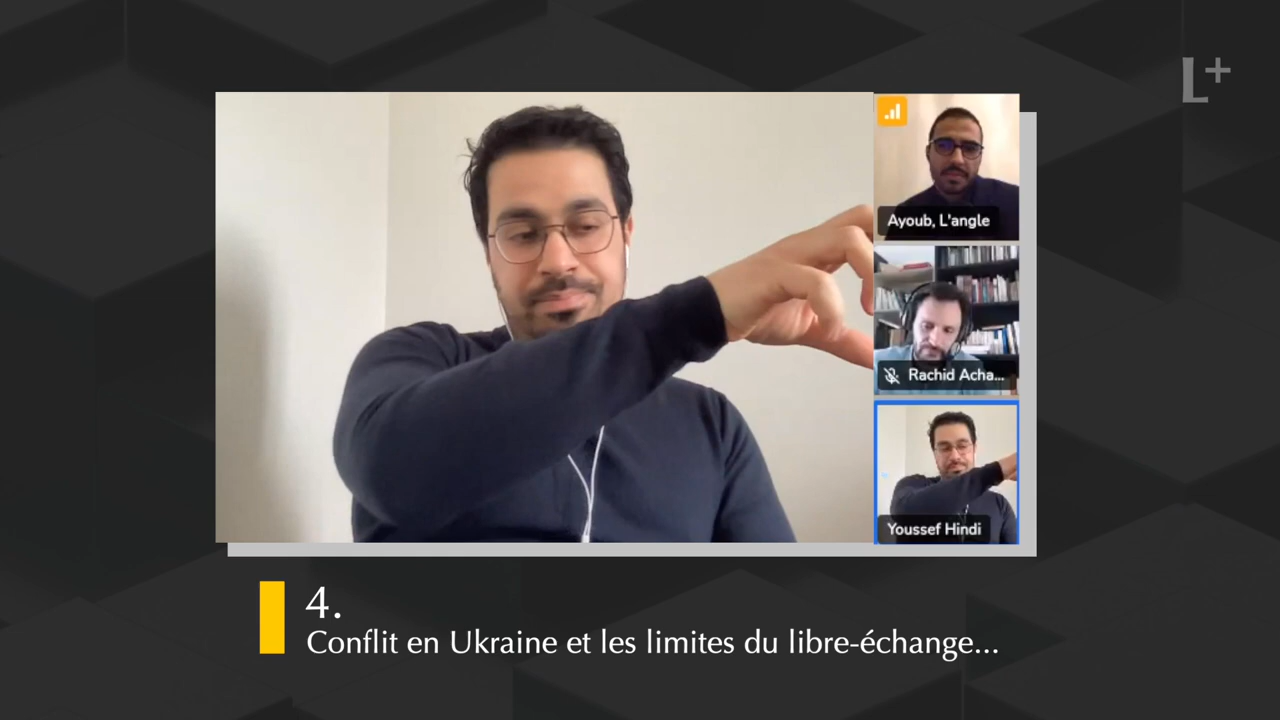 L+
Ayoub, L'angle
Rachid Acha...
Youssef Hindi
4.
Conflit en Ukraine et les limites du libre-échange...